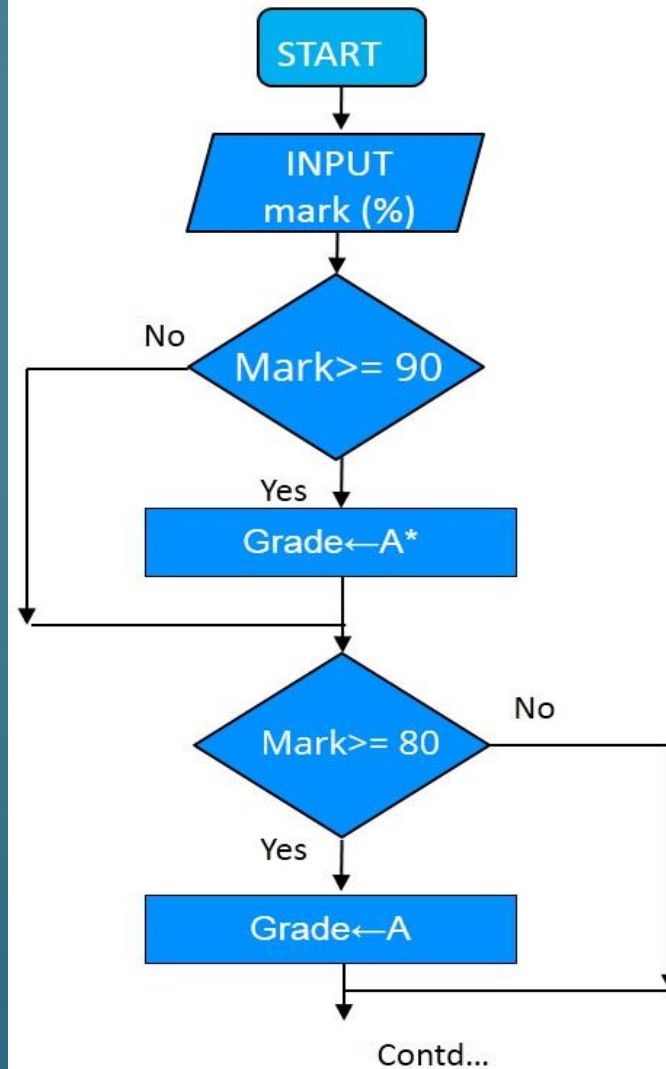 START
INPUT
mark (%)
No
Mark>= 90
Yes
Grade←A*
No
Mark>= 80
Yes
Grade←A
Contd...